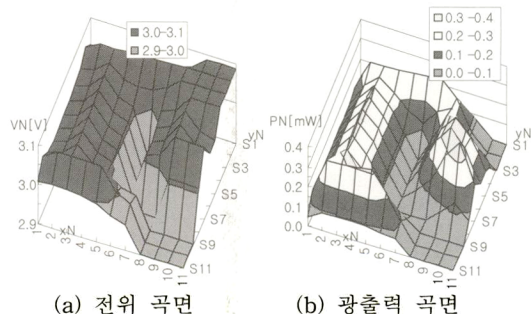 3.0-3.1
2.9-3.0
VN[V]
3.1
3.0
2.9
1 2 3 4 5 6 7 8 9 10 11
xN
yN
S1
S3
S5
S7
S9
S11
(a) 전위 곡면
0.3 -0.4
0.2 -0.3
0.1 -0.2
0.0 -0.1
PN[mW]
0.4
0.3
0.2
0.1
0.0
1 2 3 4 5 6 7 8 9 10 11
xN
yN
S1
S3
S5
S7
S9
S11
(b) 광출력 곡면